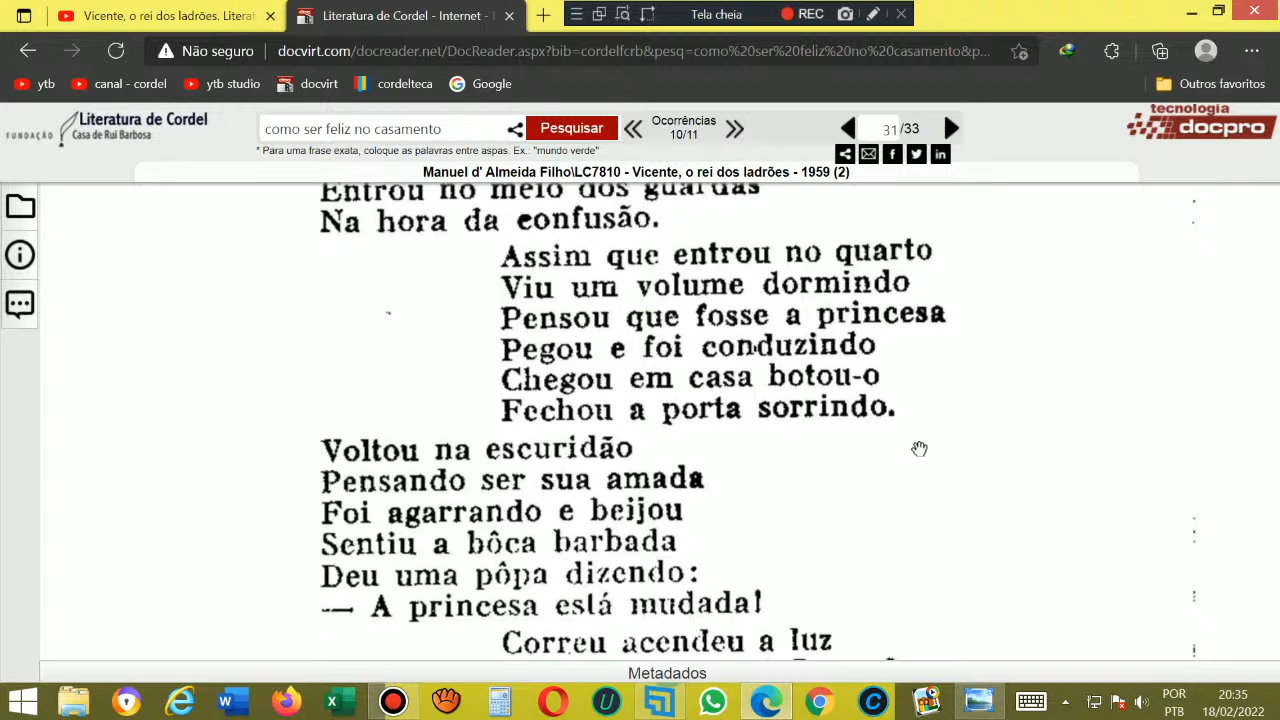 Vicente, o rei dos ladrões. Literat
Literatura de Cordel - Internet - I
Tela cheia
REC
Não seguro
docvirt.com/docreader.net/DocReader.aspx?bib=cordelfcrb&pesq=como%20ser%20feliz%20no%20casamento&p...
ytb
canal - cordel
ytb studio
docvirt
cordelteca
Google
Outros favoritos
FUNDAÇÃO
Literatura de Cordel
Casa de Rui Barbosa
como ser feliz no casamento
Pesquisar
Ocorrências
10/11
31/33
tecnologia
docpro
* Para uma frase exata, coloque as palavras entre aspas. Ex.: "mundo verde"
Manuel d' Almeida Filho\LC7810 - Vicente, o rei dos ladrões - 1959 (2)
Entrou no meio dos guardas
Na hora da confusão.
Assim que entrou no quarto
Viu um volume dormindo
Pensou que fosse a princesa
Pegou e foi conduzindo
Chegou em casa botou-o
Fechou a porta sorrindo.
Voltou na escuridão
Pensando ser sua amada
Foi agarrando e beijou
Sentiu a bôca barbada
Deu uma pôpa dizendo:
— A princesa está mudada!
Correu acendeu a luz
Metadados
POR
PTB
20:35
18/02/2022